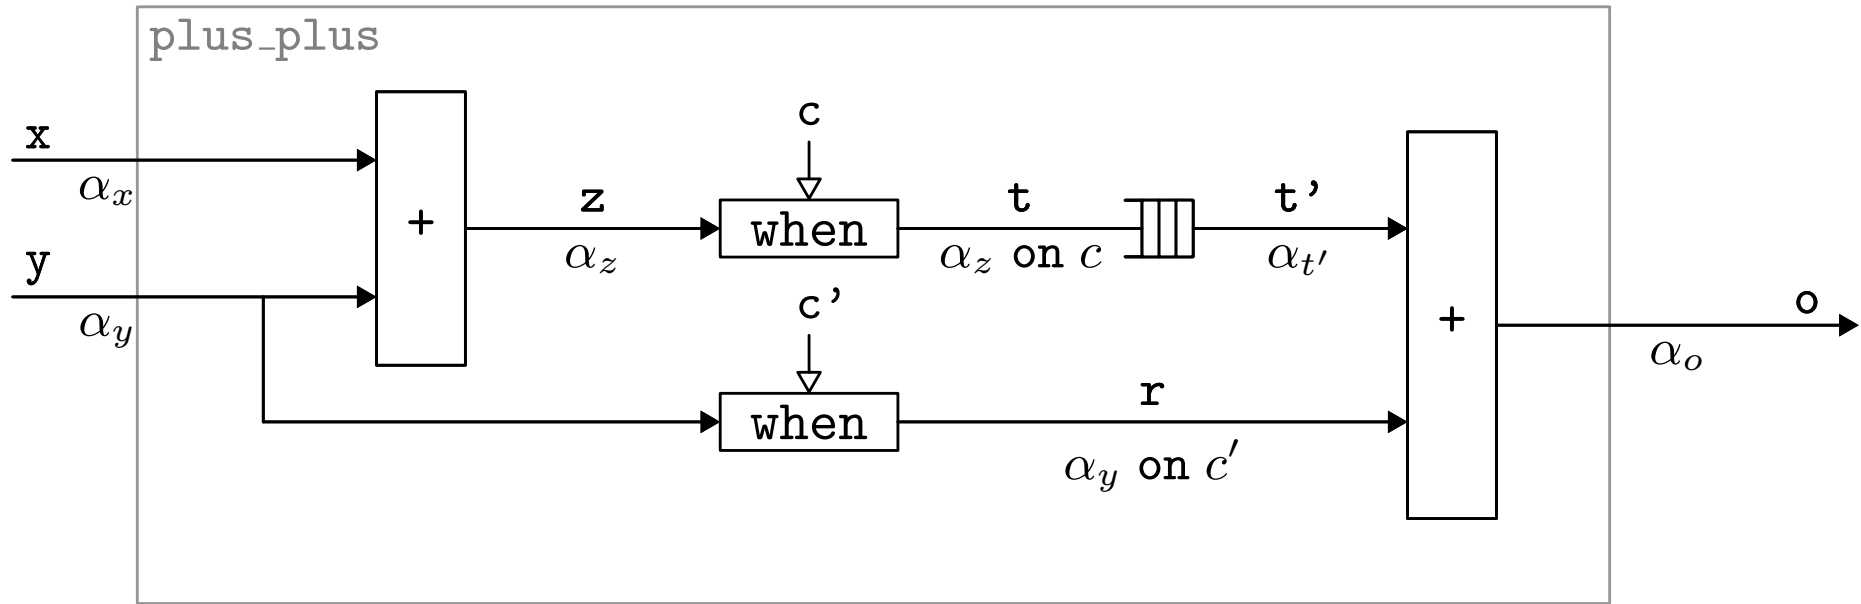 plus_plus
c
x
αx
z
t
t'
+
when
y
αz
αz on c
αt′
αy
c'
o
+
αo
r
when
αy on c′